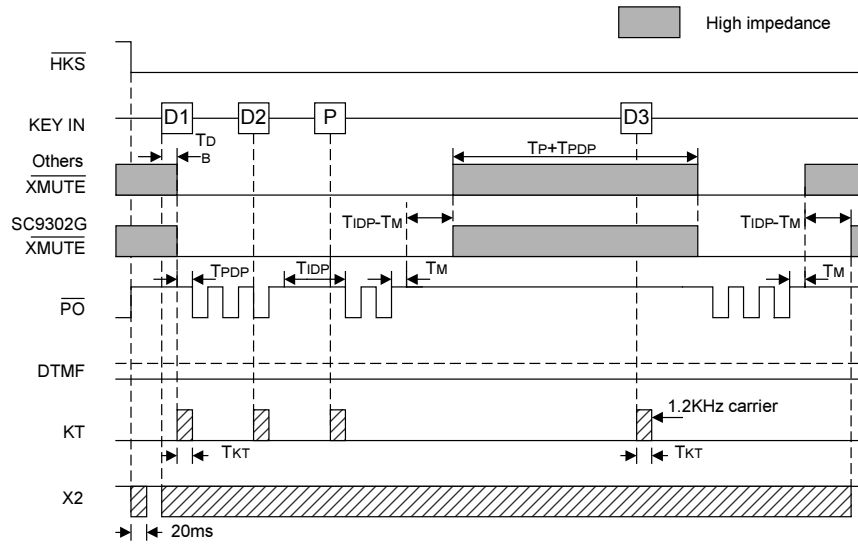 High impedance
HKS
KEY IN
D1
D2
P
D3
TD
B
Others
XMUTE
TP+TPDP
SC9302G
XMUTE
TIDP-TM
TIDP-TM
TPDP
TIDP
TM
TM
PO
DTMF
KT
1.2KHz carrier
TKT
TKT
X2
20ms